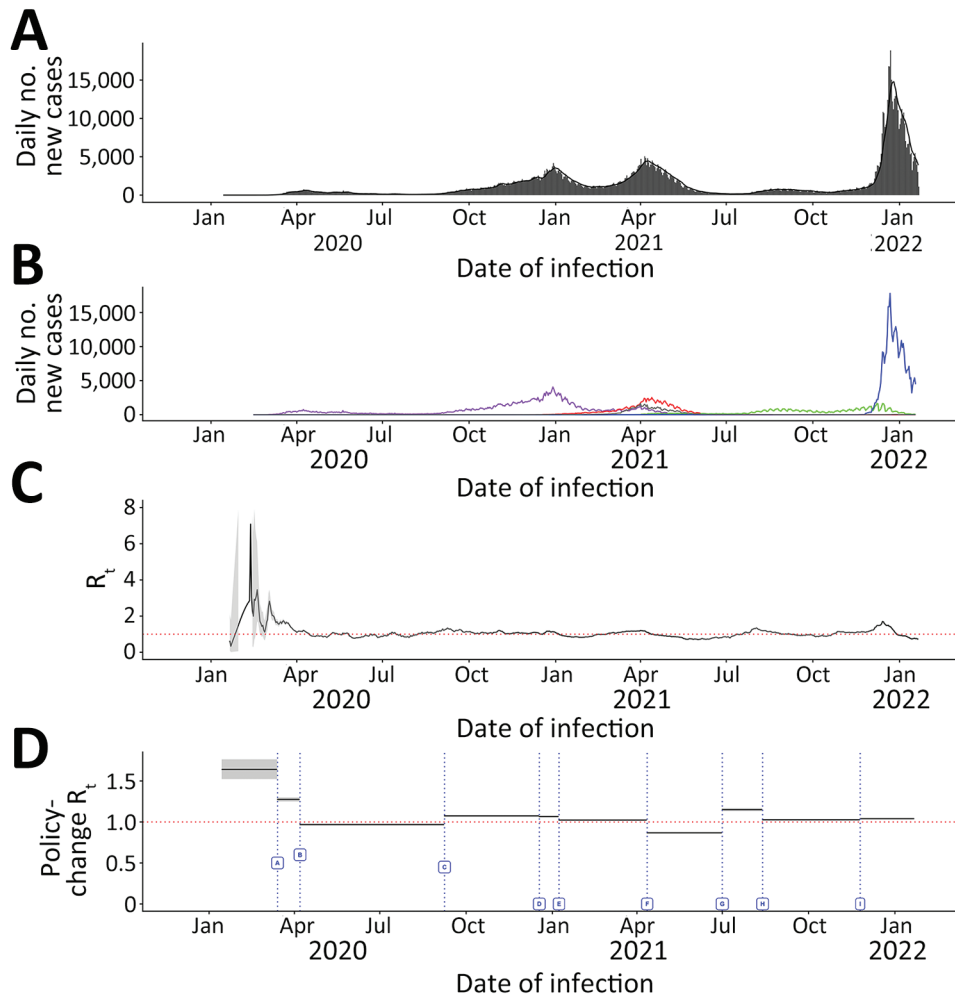 A
Daily no.
new cases
15,000
10,000
5,000
0
Jan Apr Jul Oct Jan Apr Jul Oct Jan
2020 2021 2022
Date of infection
B
Daily no.
new cases
15,000
10,000
5,000
0
Jan Apr Jul Oct Jan Apr Jul Oct Jan
2020 2021 2022
Date of infection
C
Rt
8
6
4
2
0
Jan Apr Jul Oct Jan Apr Jul Oct Jan
2020 2021 2022
Date of infection
D
Policy-
change Rt
1.5
1.0
0.5
0
A B C D E F G H I
Jan Apr Jul Oct Jan Apr Jul Oct Jan
2020 2021 2022
Date of infection